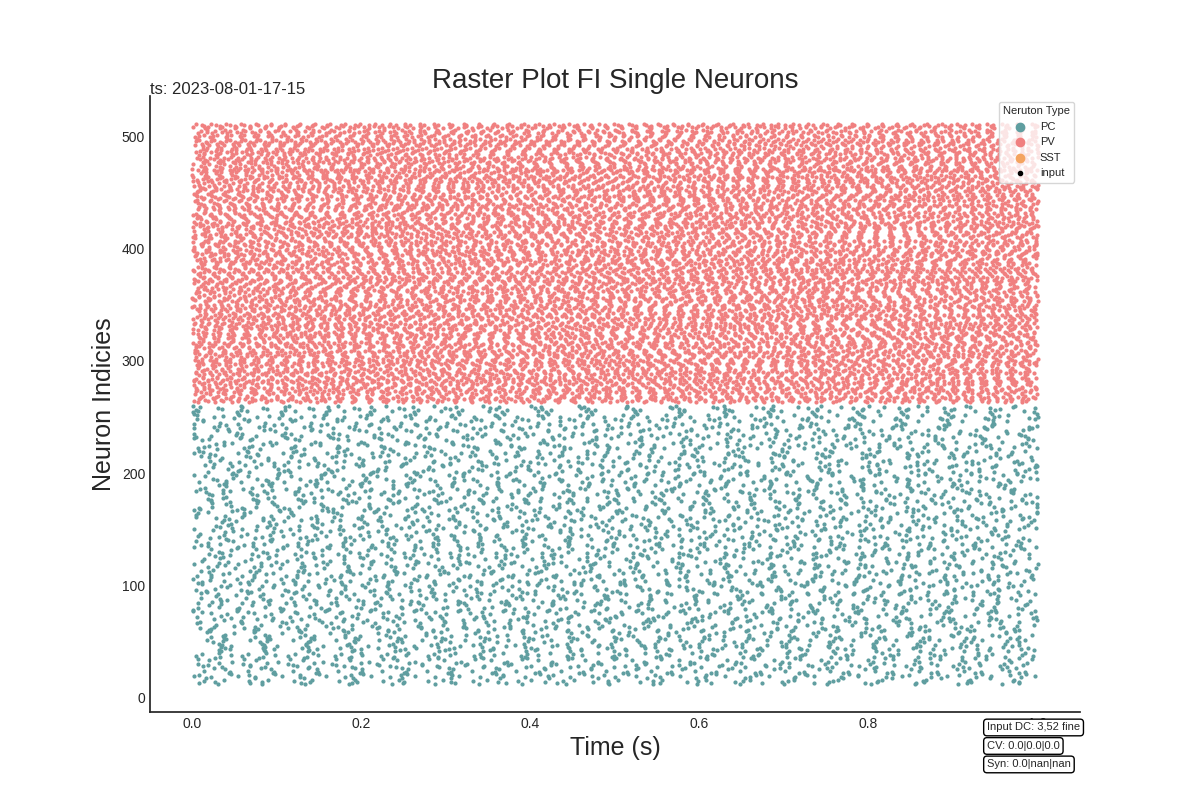 Raster Plot FI Single Neurons
ts: 2023-08-01-17-15
Neruton Type
PC
PV
SST
input
500
400
300
200
100
0
Neuron Indicies
0.0 0.2 0.4 0.6 0.8
Time (s)
Input DC: 3,52 fine
CV: 0.0|0.0|0.0
Syn: 0.0|nan|nan